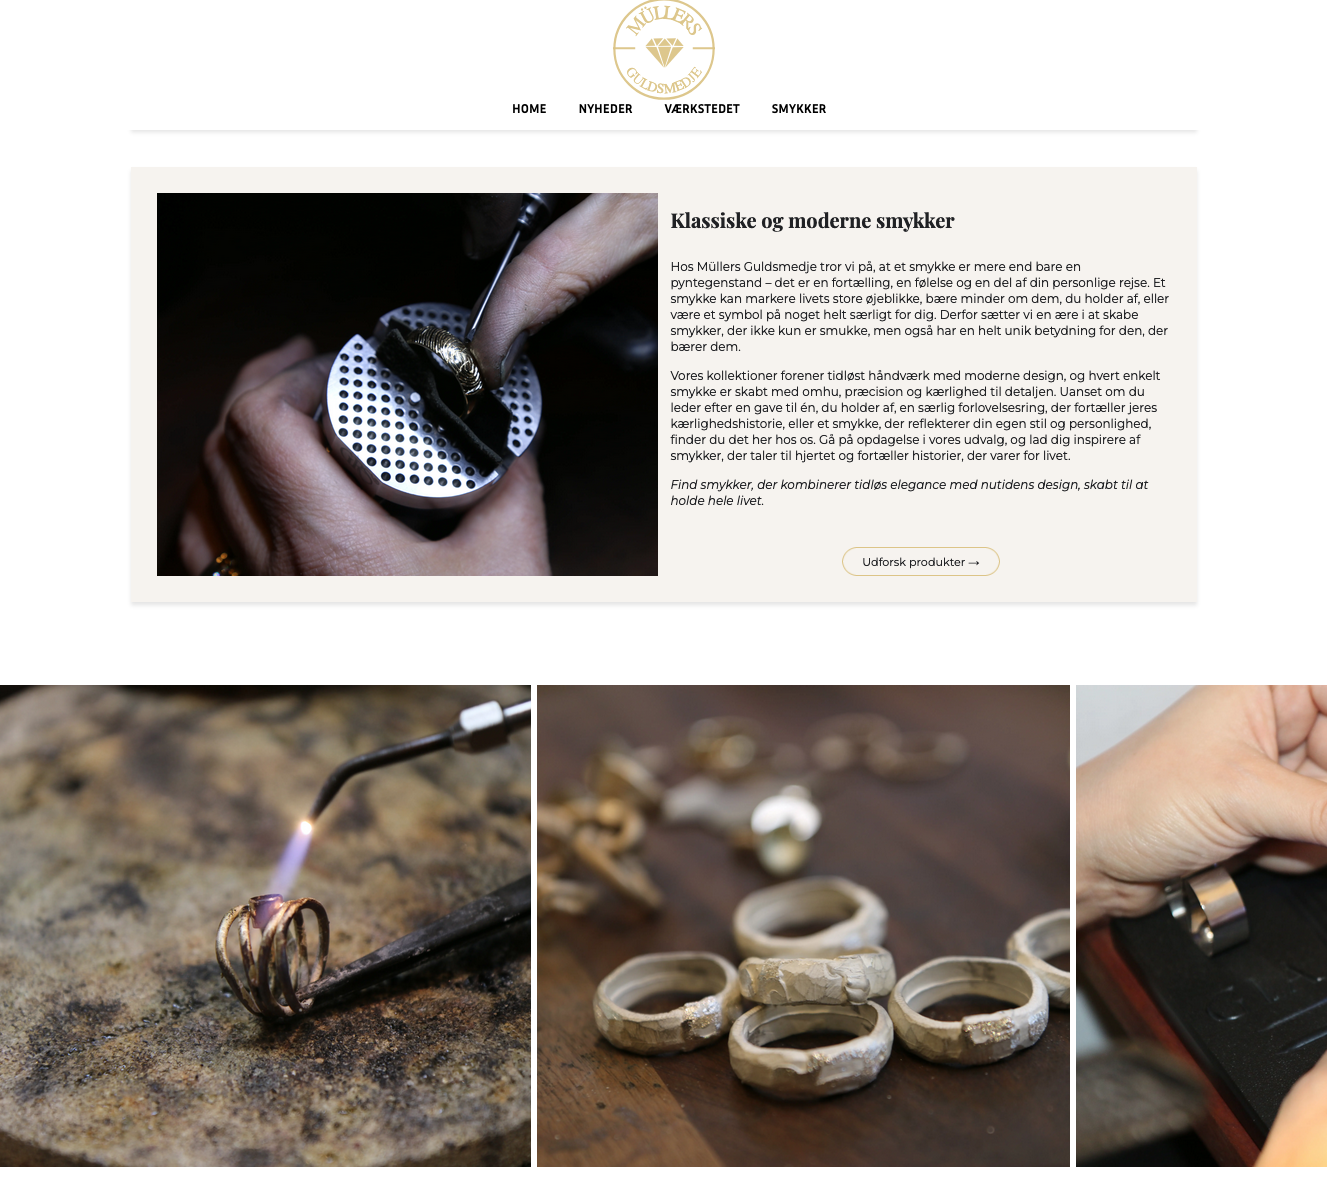 MÜLLERS
GULDSMEDJE
HOME NYHEDER VÆRKSTEDET SMYKKER
Klassiske og moderne smykker
Hos Müllers Guldsmedje tror vi på, at et smykke er mere end bare en
pyntegenstand – det er en fortælling, en følelse og en del af din personlige rejse. Et
smykke kan markere livets store øjeblikke, bære minder om dem, du holder af, eller
være et symbol på noget helt særligt for dig. Derfor sætter vi en ære i at skabe
smykker, der ikke kun er smukke, men også har en helt unik betydning for den, der
bærer dem.
Vores kollektioner forener tidløst håndværk med moderne design, og hvert enkelt
smykke er skabt med omhu, præcision og kærlighed til detaljen. Uanset om du
leder efter en gave til én, du holder af, en særlig forlovelsesring, der fortæller jeres
kærlighedshistorie, eller et smykke, der reflekterer din egen stil og personlighed,
finder du det her hos os. Gå på opdagelse i vores udvalg, og lad dig inspirere af
smykker, der taler til hjertet og fortæller historier, der varer for livet.
Find smykker, der kombinerer tidløs elegance med nutidens design, skabt til at
holde hele livet.
Udforsk produkter →